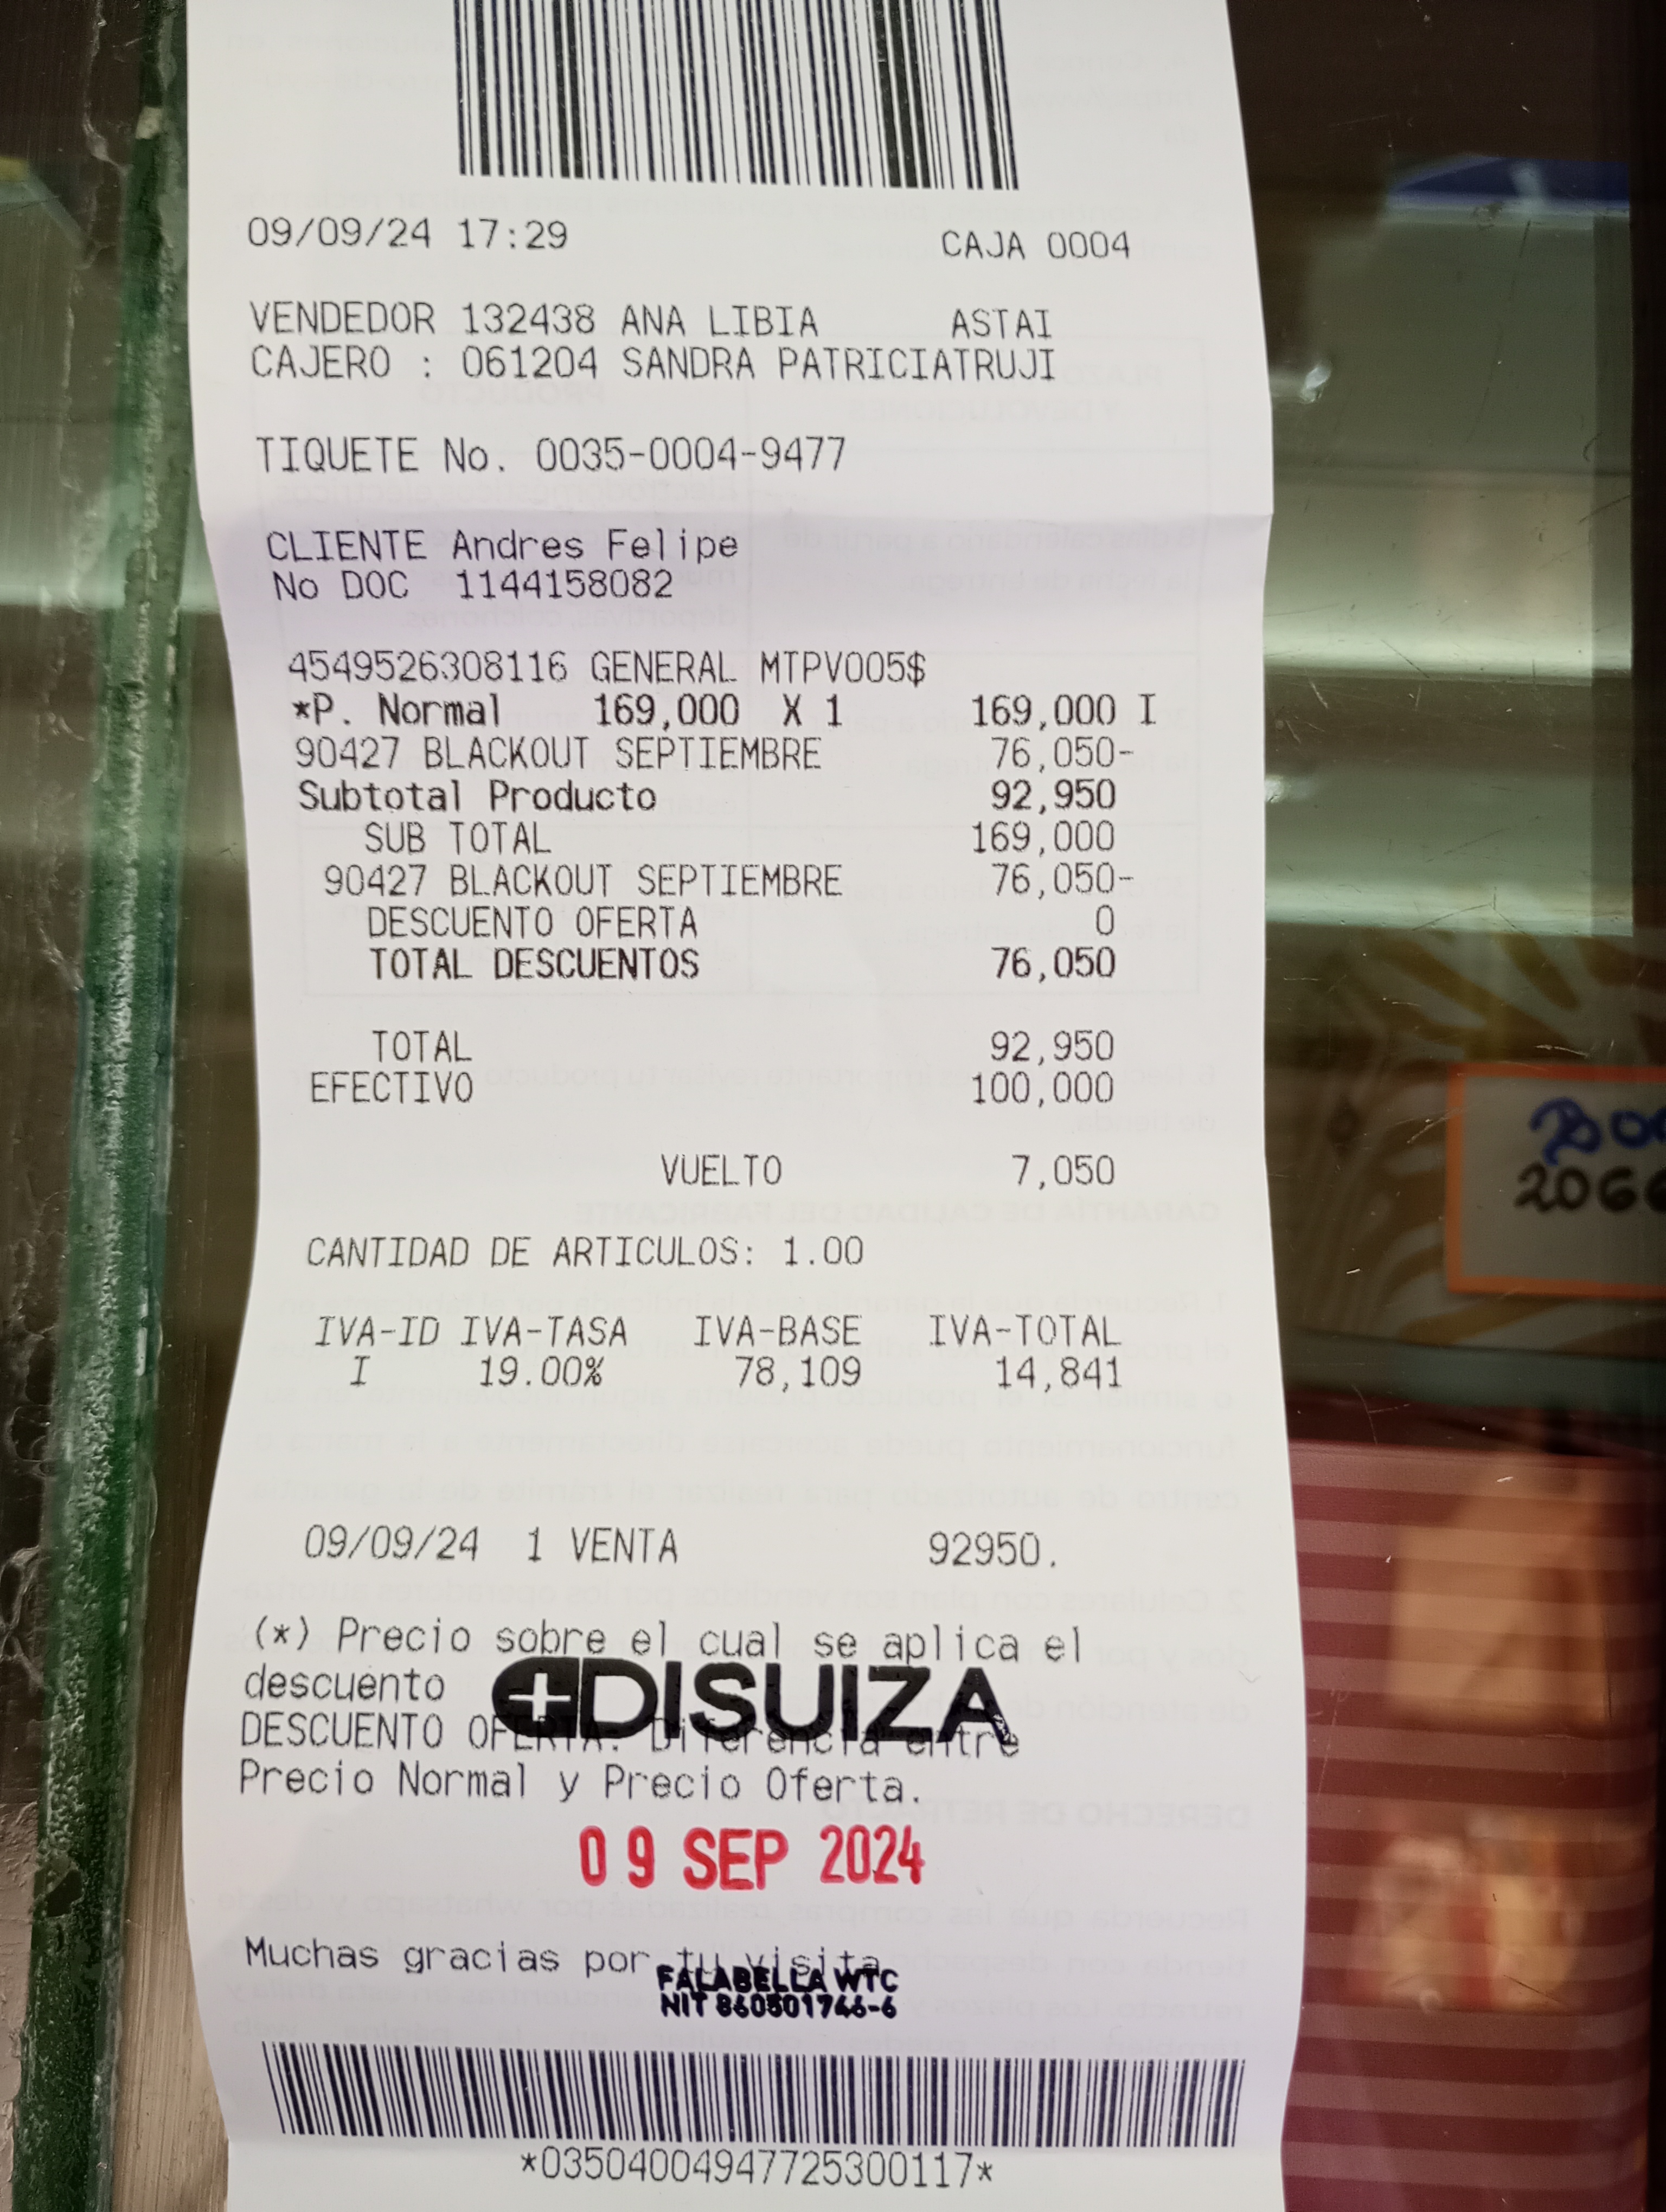 09/09/24 17:29 CAJA 0004
VENDEDOR 132438 ANA LIBIA ASTAI
CAJERO : 061204 SANDRA PATRICIATRUJI
TIQUETE No. 0035-0004-9477
CLIENTE Andres Felipe
No DOC 1144158082
4549526308116 GENERAL MTPV005$
*P. Normal 169,000 X 1 169,000 I
90427 BLACKOUT SEPTIEMBRE 76,050-
Subtotal Producto 92,950
SUB TOTAL 169,000
90427 BLACKOUT SEPTIEMBRE 76,050-
DESCUENTO OFERTA 0
TOTAL DESCUENTOS 76,050
TOTAL 92,950
EFECTIVO 100,000
VUELTO 7,050
CANTIDAD DE ARTICULOS: 1.00
IVA-ID IVA-TASA IVA-BASE IVA-TOTAL
I 19.00% 78,109 14,841
09/09/24 1 VENTA 92950.
(*) Precio sobre el cual se aplica el
descuento
DISUIZA
DESCUENTO OFERTA: Diferencia entre
Precio Normal y Precio Oferta.
09 SEP 2024
Muchas gracias por tu visita
FALABELLA WTC
NIT 860501746-6
*03504004947725300117*
2066